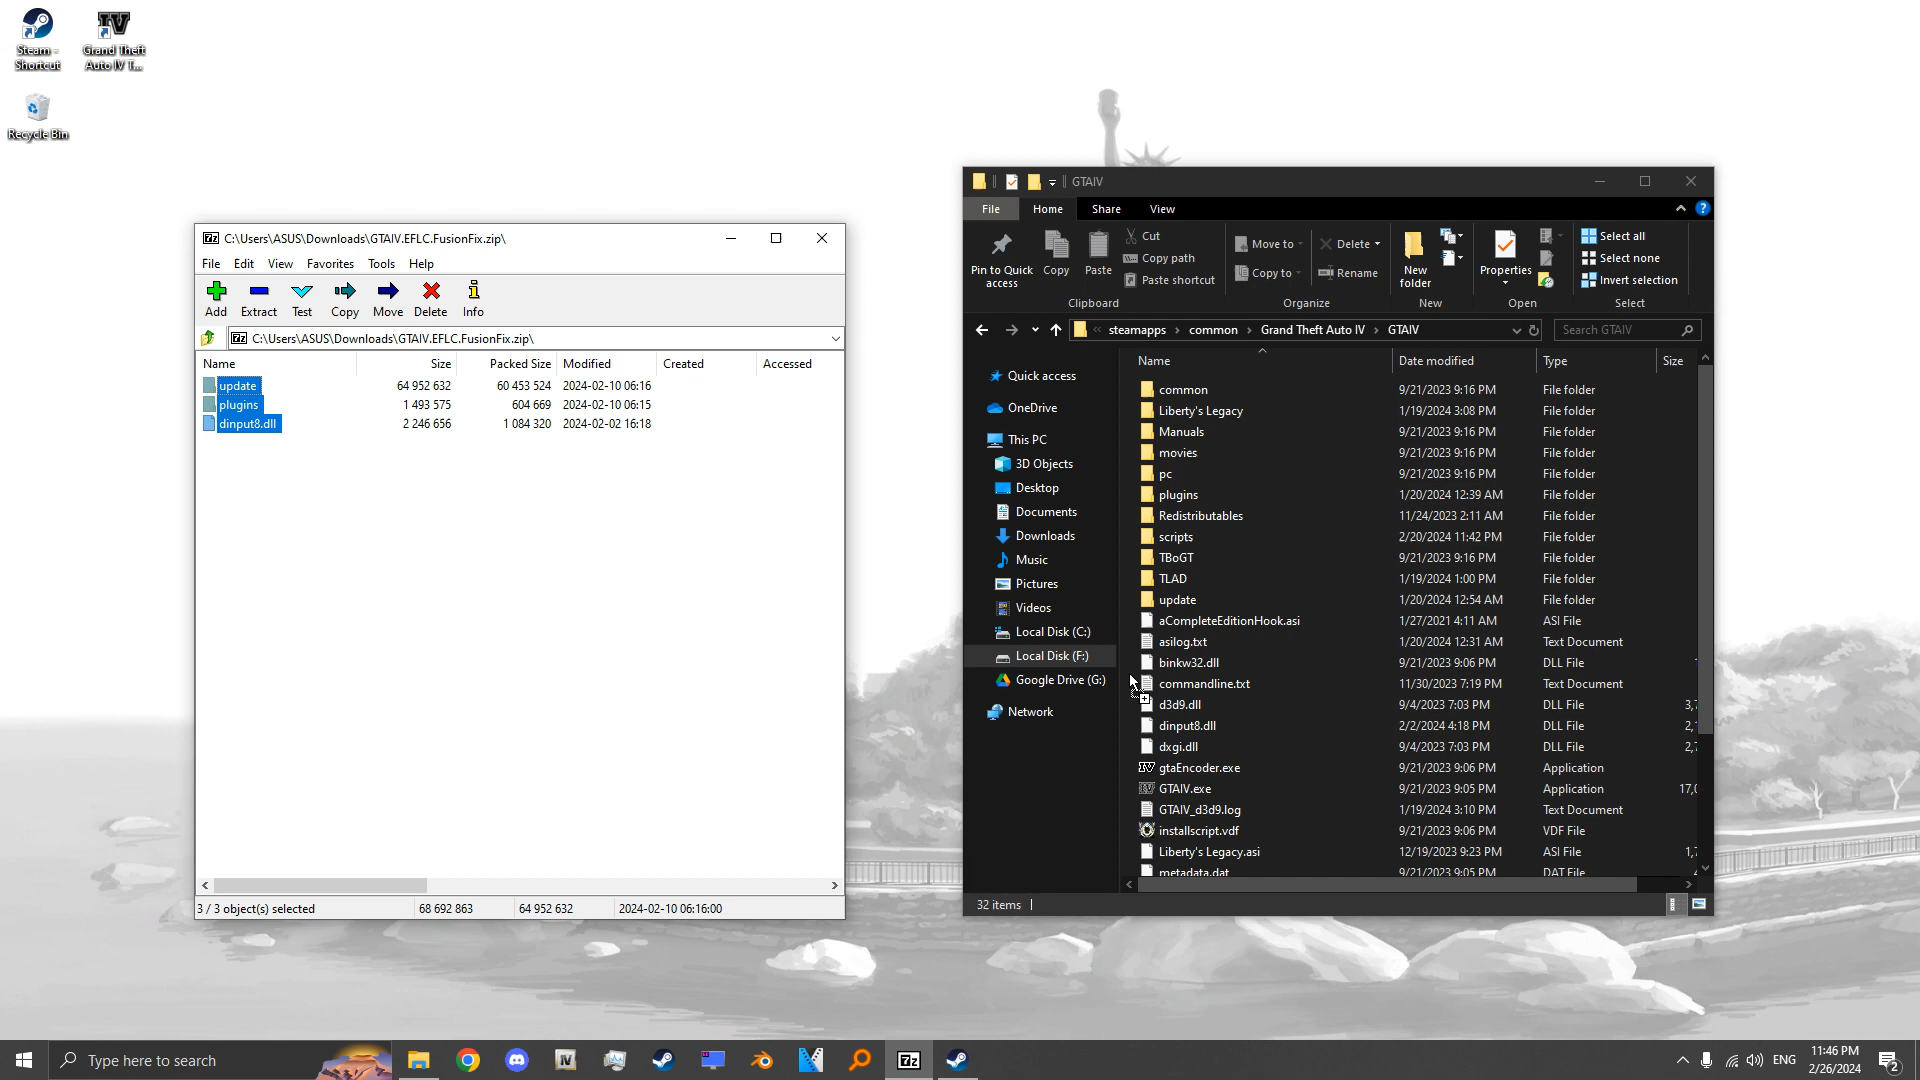 Steam - Shortcut
Grand Theft Auto IV T...
Recycle Bin
C:\Users\ASUS\Downloads\GTAIV.EFLC.FusionFix.zip\
File Edit View Favorites Tools Help
Add Extract Test Copy Move Delete Info
C:\Users\ASUS\Downloads\GTAIV.EFLC.FusionFix.zip\
Name Size Packed Size Modified Created Accessed
update 64 952 632 60 453 524 2024-02-10 06:16
plugins 1 493 575 604 669 2024-02-10 06:15
dinput8.dll 2 246 656 1 084 320 2024-02-02 16:18
3 / 3 object(s) selected 68 692 863 64 952 632 2024-02-10 06:16:00
GTAIV
File Home Share View
Pin to Quick access
Copy
Paste
Cut
Copy path
Paste shortcut
Clipboard
Move to
Copy to
Delete
Rename
Organize
New folder
New
Properties
Open
Select all
Select none
Invert selection
Select
« steamapps › common › Grand Theft Auto IV › GTAIV
Search GTAIV
Quick access
OneDrive
This PC
3D Objects
Desktop
Documents
Downloads
Music
Pictures
Videos
Local Disk (C:)
Local Disk (F:)
Google Drive (G:)
Network
Name Date modified Type Size
common 9/21/2023 9:16 PM File folder
Liberty's Legacy 1/19/2024 3:08 PM File folder
Manuals 9/21/2023 9:16 PM File folder
movies 9/21/2023 9:16 PM File folder
pc 9/21/2023 9:16 PM File folder
plugins 1/20/2024 12:39 AM File folder
Redistributables 11/24/2023 2:11 AM File folder
scripts 2/20/2024 11:42 PM File folder
TBoGT 9/21/2023 9:16 PM File folder
TLAD 1/19/2024 1:00 PM File folder
update 1/20/2024 12:54 AM File folder
aCompleteEditionHook.asi 1/27/2021 4:11 AM ASI File
asilog.txt 1/20/2024 12:31 AM Text Document
binkw32.dll 9/21/2023 9:06 PM DLL File
commandline.txt 11/30/2023 7:19 PM Text Document
d3d9.dll 9/4/2023 7:03 PM DLL File 3,7
dinput8.dll 2/2/2024 4:18 PM DLL File 2,
dxgi.dll 9/4/2023 7:03 PM DLL File 2,7
gtaEncoder.exe 9/21/2023 9:06 PM Application
GTAIV.exe 9/21/2023 9:05 PM Application 17,0
GTAIV_d3d9.log 1/19/2024 3:10 PM Text Document
installscript.vdf 9/21/2023 9:06 PM VDF File
Liberty's Legacy.asi 12/19/2023 9:23 PM ASI File 1,7
metadata.dat 9/21/2023 9:05 PM DAT File
32 items
Type here to search
ENG
11:46 PM
2/26/2024
2